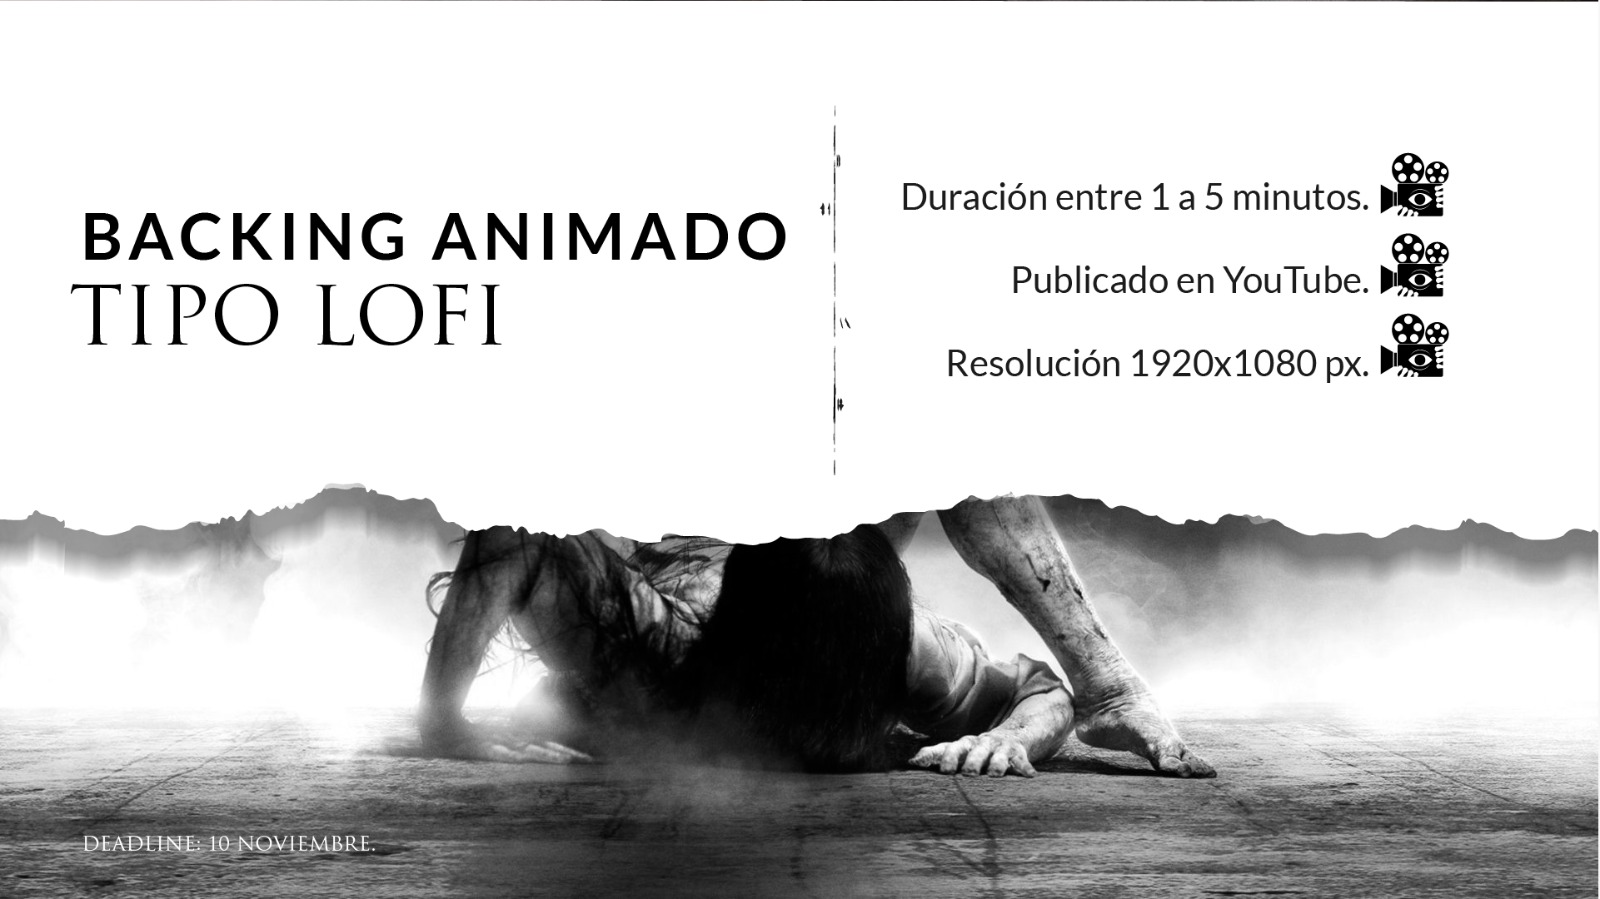 BACKING ANIMADO
TIPO LOFI
Duración entre 1 a 5 minutos.
Publicado en YouTube.
Resolución 1920x1080 px.
DEADLINE: 10 NOVIEMBRE.